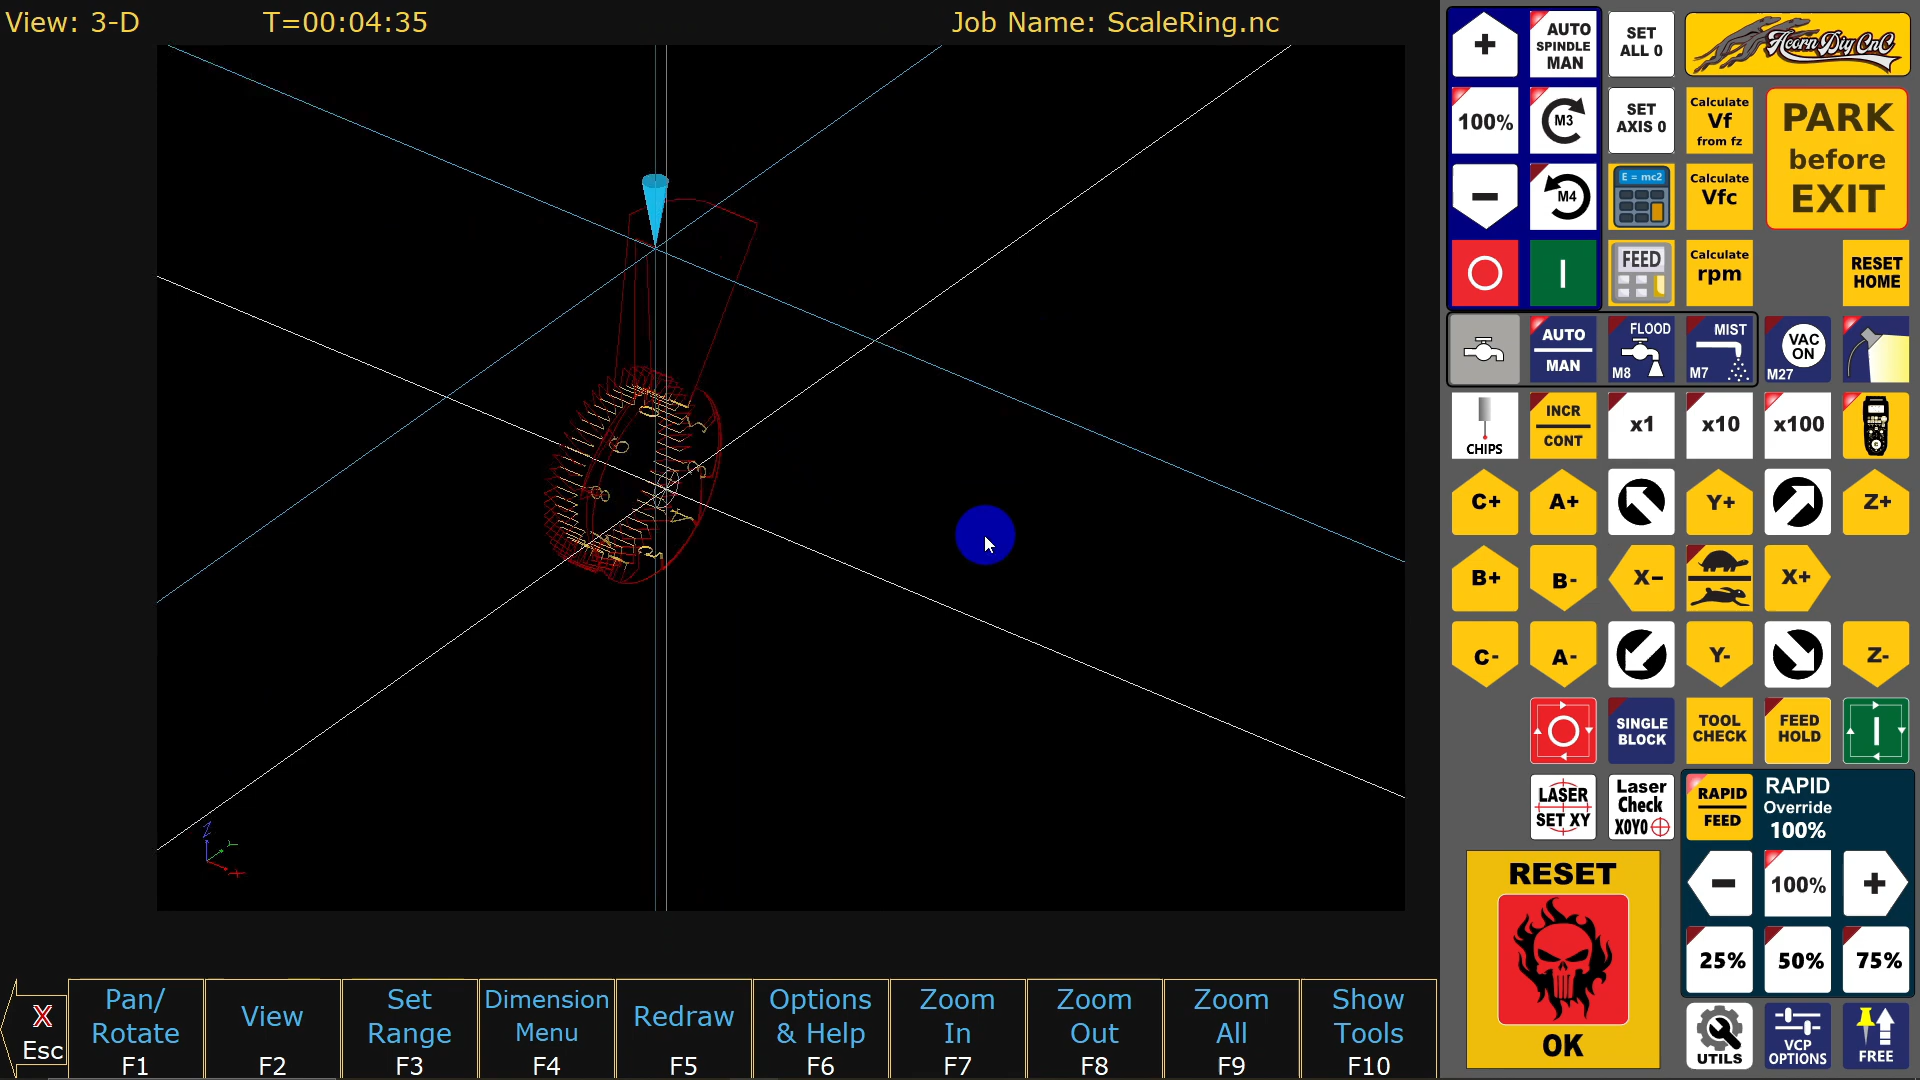 View: 3-D
T=00:04:35
Job Name: ScaleRing.nc
+
AUTO
SPINDLE
MAN
SET
ALL 0
Acorn Diy CnC
100%
M3
SET
AXIS 0
Calculate
Vf
from fz
PARK
before
EXIT
−
M4
E = mc2
Calculate
Vfc
FEED
Calculate
rpm
RESET
HOME
AUTO
MAN
FLOOD
M8
MIST
M7
VAC
ON
M27
CHIPS
INCR
CONT
x1
x10
x100
C+
A+
Y+
Z+
B+
B-
X−
X+
C-
A-
Y-
Z-
SINGLE
BLOCK
TOOL
CHECK
FEED
HOLD
LASER
SET XY
Laser
Check
X0Y0
RAPID
FEED
RAPID
Override
100%
RESET
OK
−
100%
+
25%
50%
75%
UTILS
VCP
OPTIONS
FREE
X
Esc
Pan/
Rotate
F1
View
F2
Set
Range
F3
Dimension
Menu
F4
Redraw
F5
Options
& Help
F6
Zoom
In
F7
Zoom
Out
F8
Zoom
All
F9
Show
Tools
F10